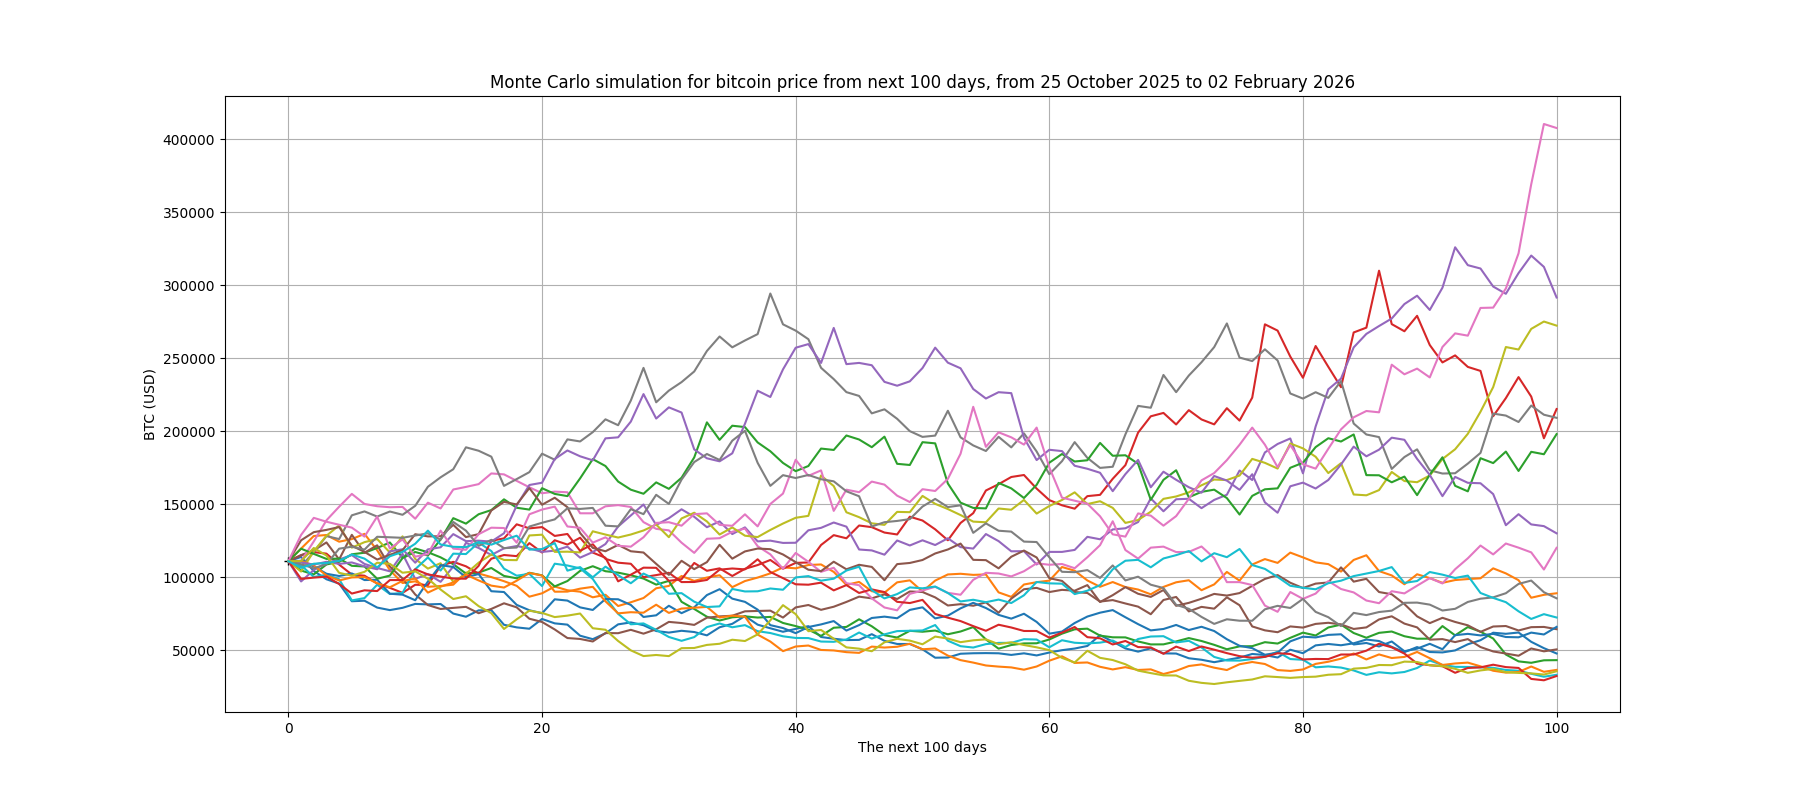 Monte Carlo simulation for bitcoin price from next 100 days, from 25 October 2025 to 02 February 2026
400000
350000
300000
250000
200000
150000
100000
50000
BTC (USD)
0 20 40 60 80 100
The next 100 days